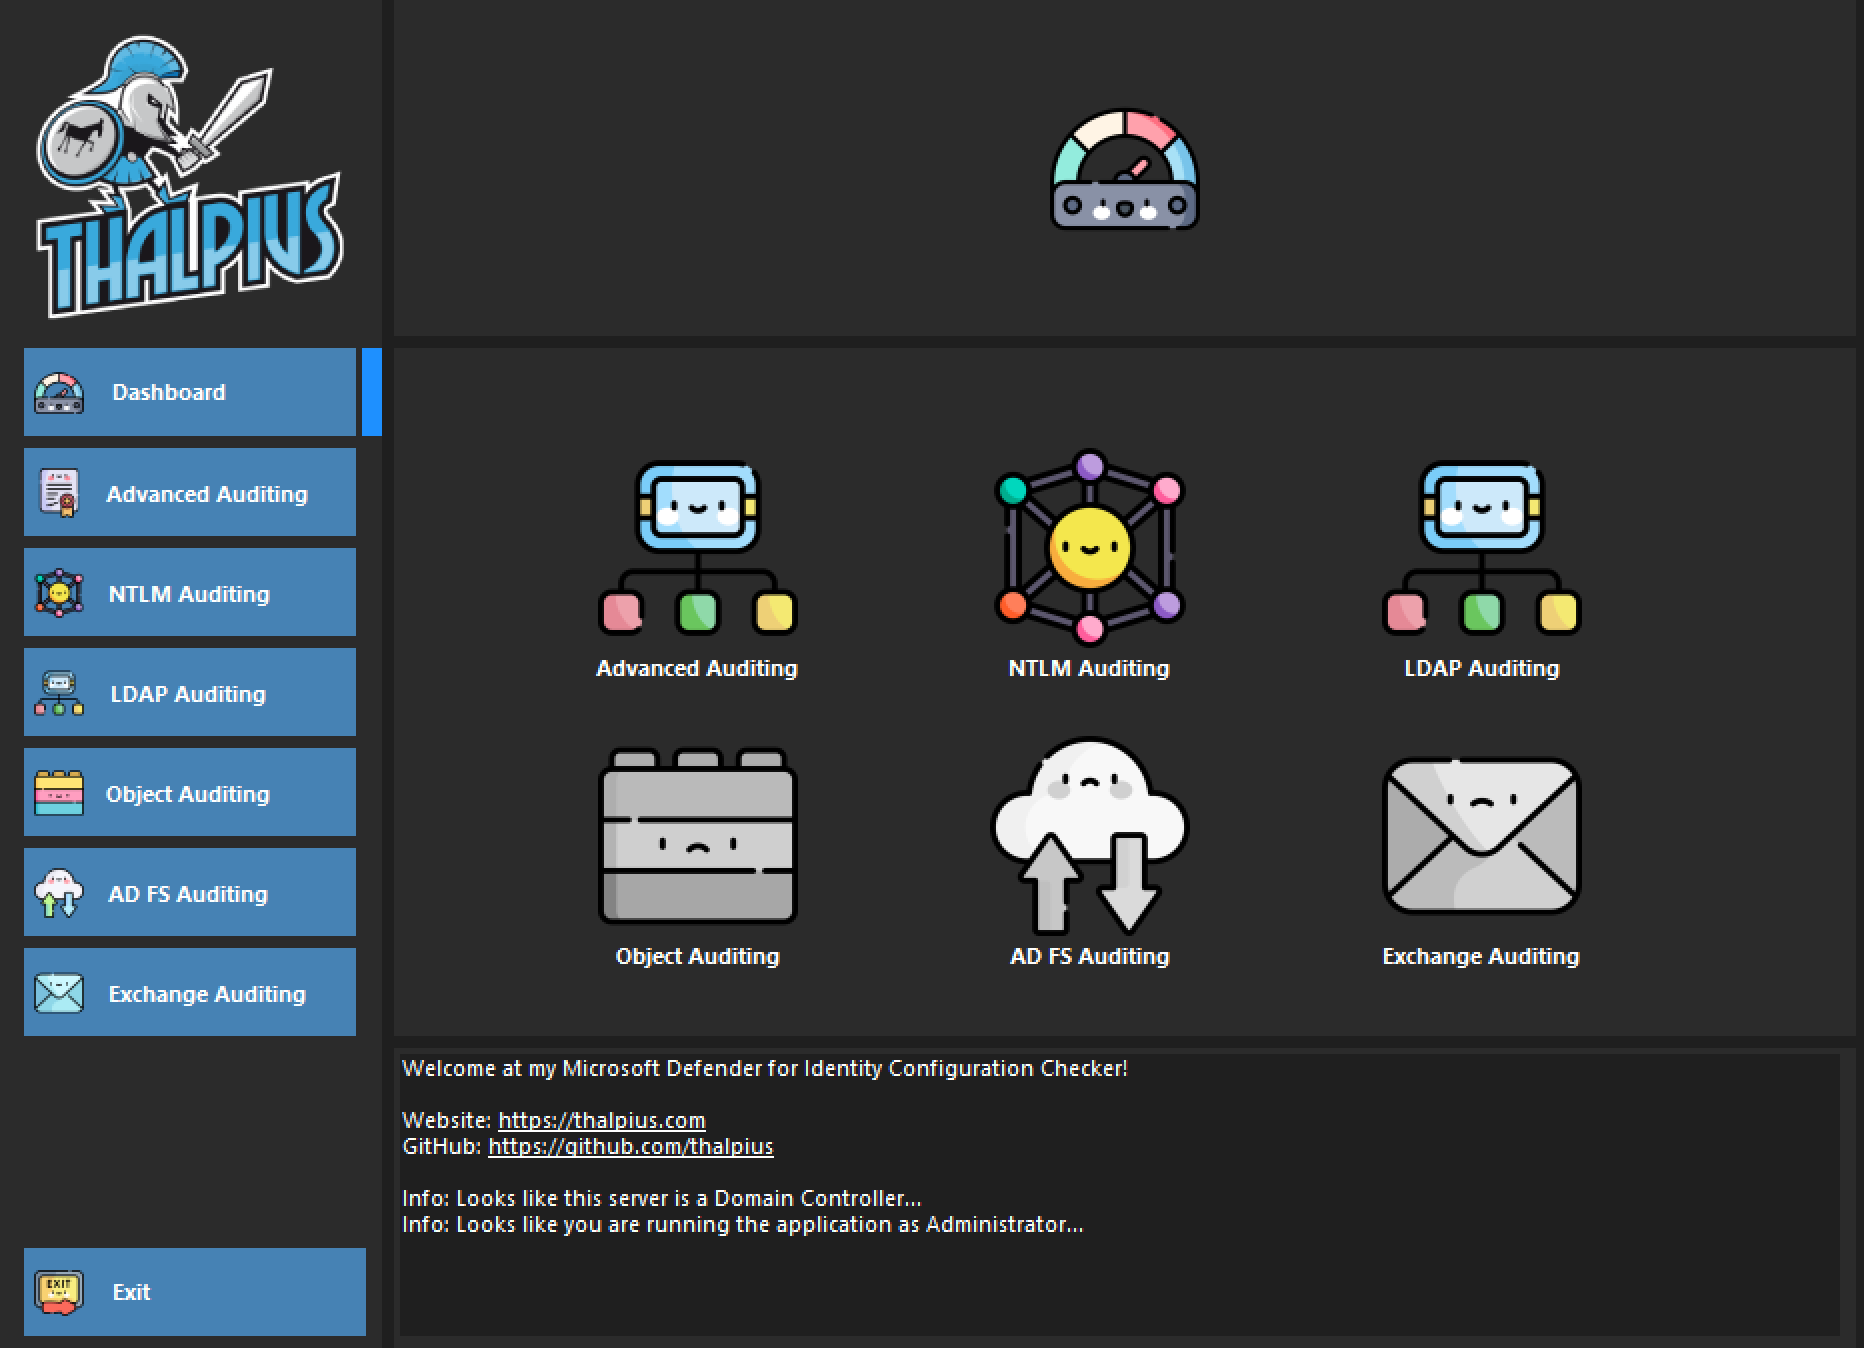 THALPIUS
Dashboard
Advanced Auditing
NTLM Auditing
LDAP Auditing
Object Auditing
AD FS Auditing
Exchange Auditing
EXIT
Exit
Advanced Auditing
NTLM Auditing
LDAP Auditing
Object Auditing
AD FS Auditing
Exchange Auditing
Welcome at my Microsoft Defender for Identity Configuration Checker!
Website: https://thalpius.com
GitHub: https://github.com/thalpius
Info: Looks like this server is a Domain Controller...
Info: Looks like you are running the application as Administrator...